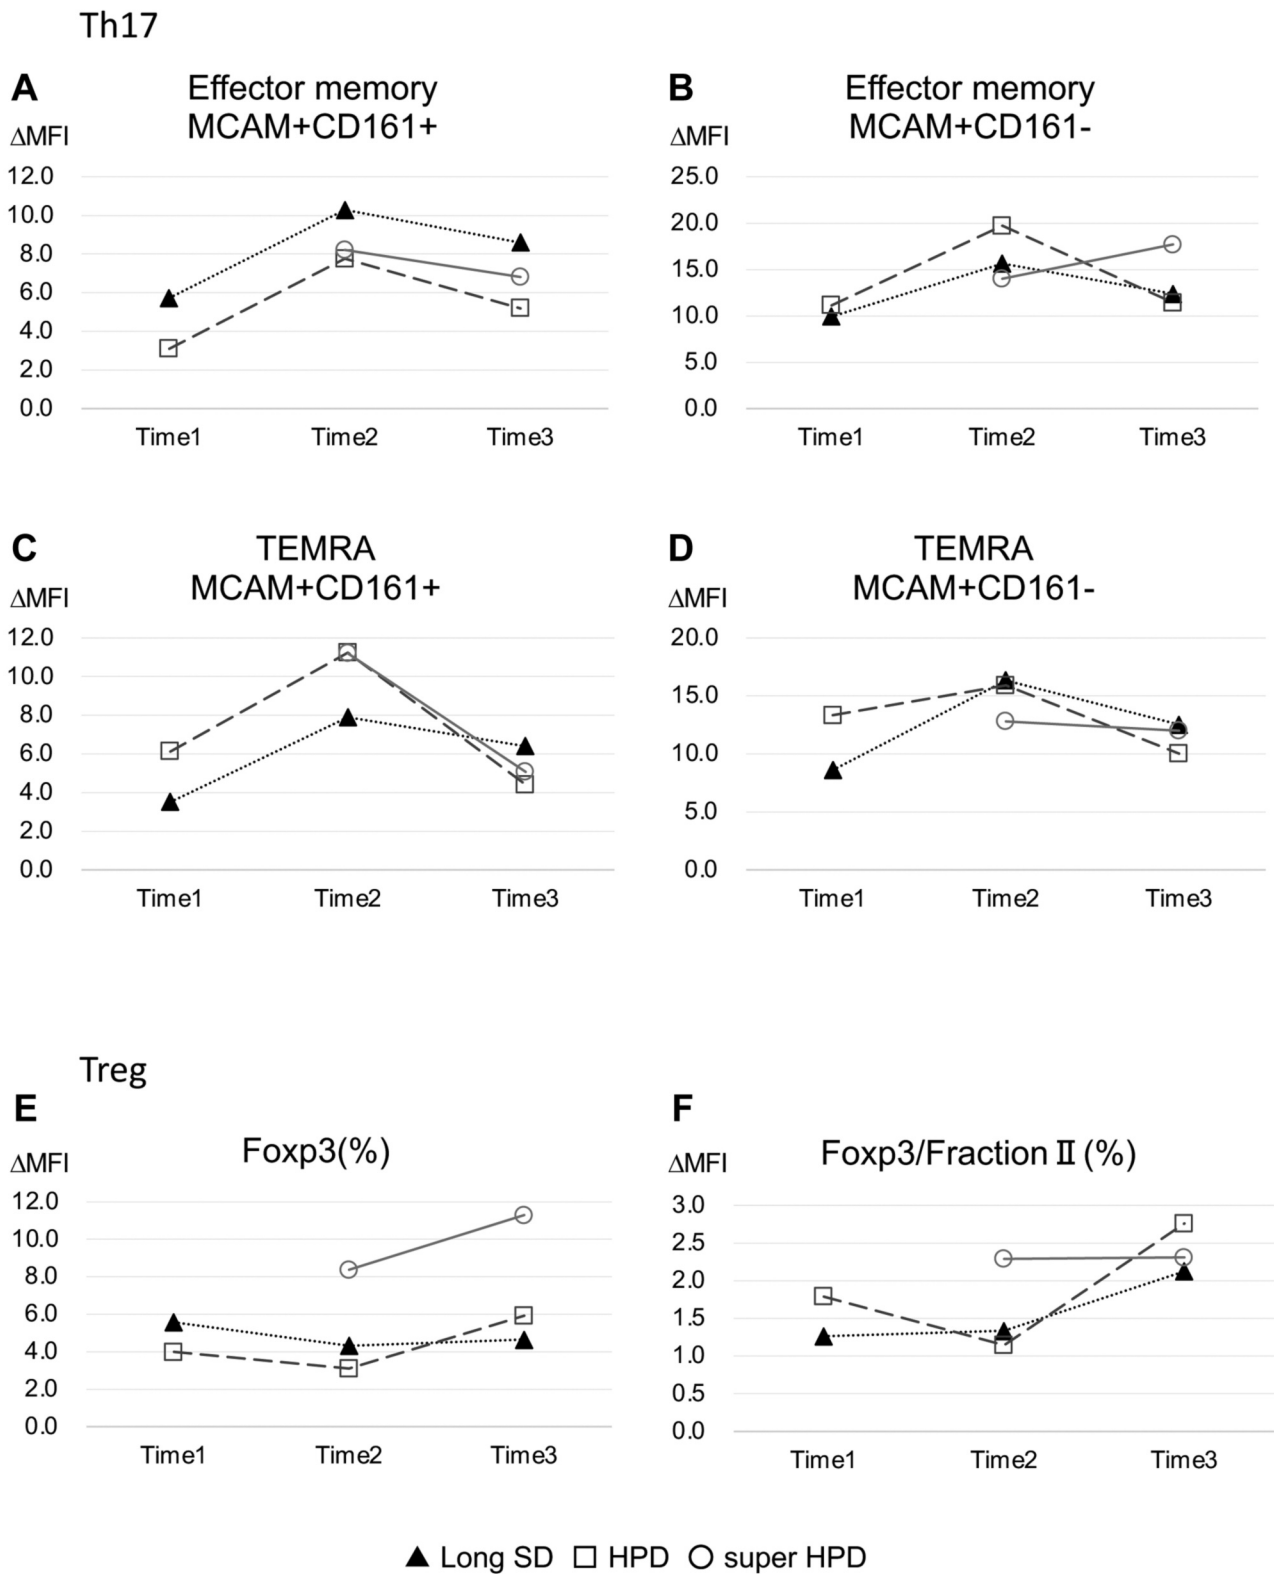 Th17
A
Effector memory
MCAM+CD161+
ΔMFI
12.0
10.0
8.0
6.0
4.0
2.0
0.0
Time1 Time2 Time3
B
Effector memory
MCAM+CD161-
ΔMFI
25.0
20.0
15.0
10.0
5.0
0.0
Time1 Time2 Time3
C
TEMRA
MCAM+CD161+
ΔMFI
12.0
10.0
8.0
6.0
4.0
2.0
0.0
Time1 Time2 Time3
D
TEMRA
MCAM+CD161-
ΔMFI
20.0
15.0
10.0
5.0
0.0
Time1 Time2 Time3
Treg
E
Foxp3(%)
ΔMFI
12.0
10.0
8.0
6.0
4.0
2.0
0.0
Time1 Time2 Time3
F
Foxp3/Fraction Ⅱ (%)
ΔMFI
3.0
2.5
2.0
1.5
1.0
0.5
0.0
Time1 Time2 Time3
Long SD HPD super HPD